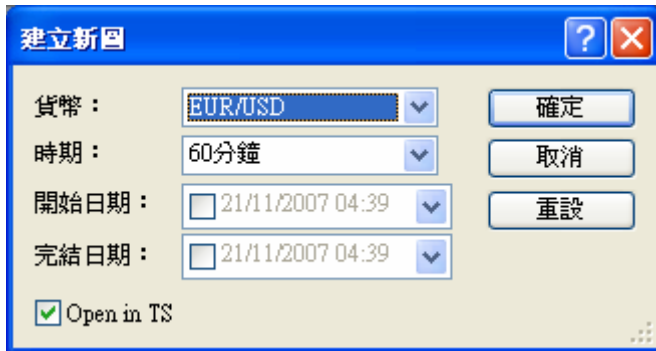 建立新圖
貨幣： EUR/USD 確定
時期： 60分鐘 取消
開始日期： 21/11/2007 04:39 重設
完結日期： 21/11/2007 04:39
Open in TS